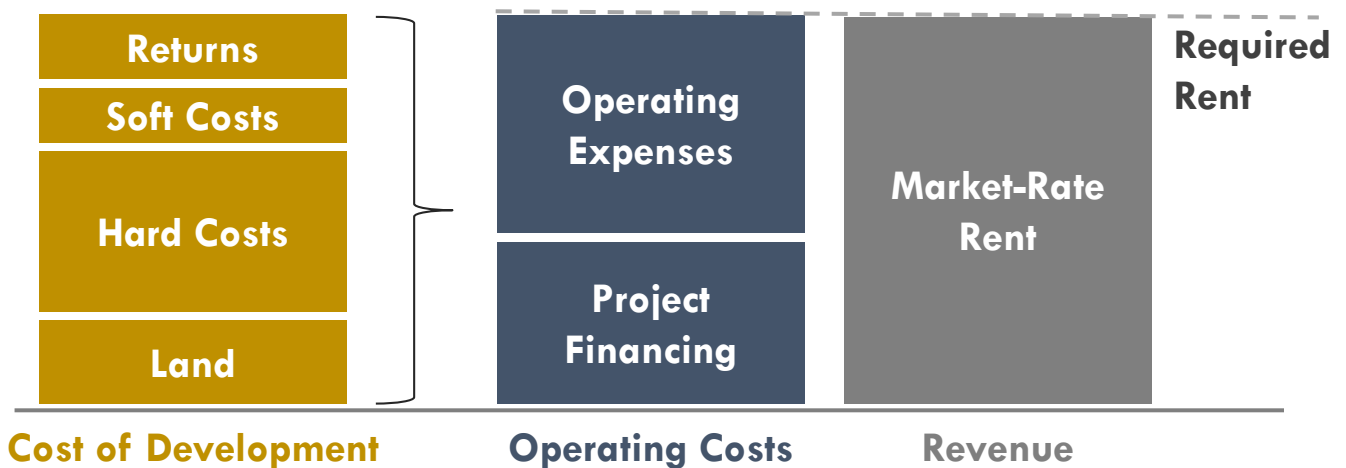 Returns
Soft Costs
Hard Costs
Land
Cost of Development
Operating
Expenses
Project
Financing
Operating Costs
Market-Rate
Rent
Revenue
Required
Rent